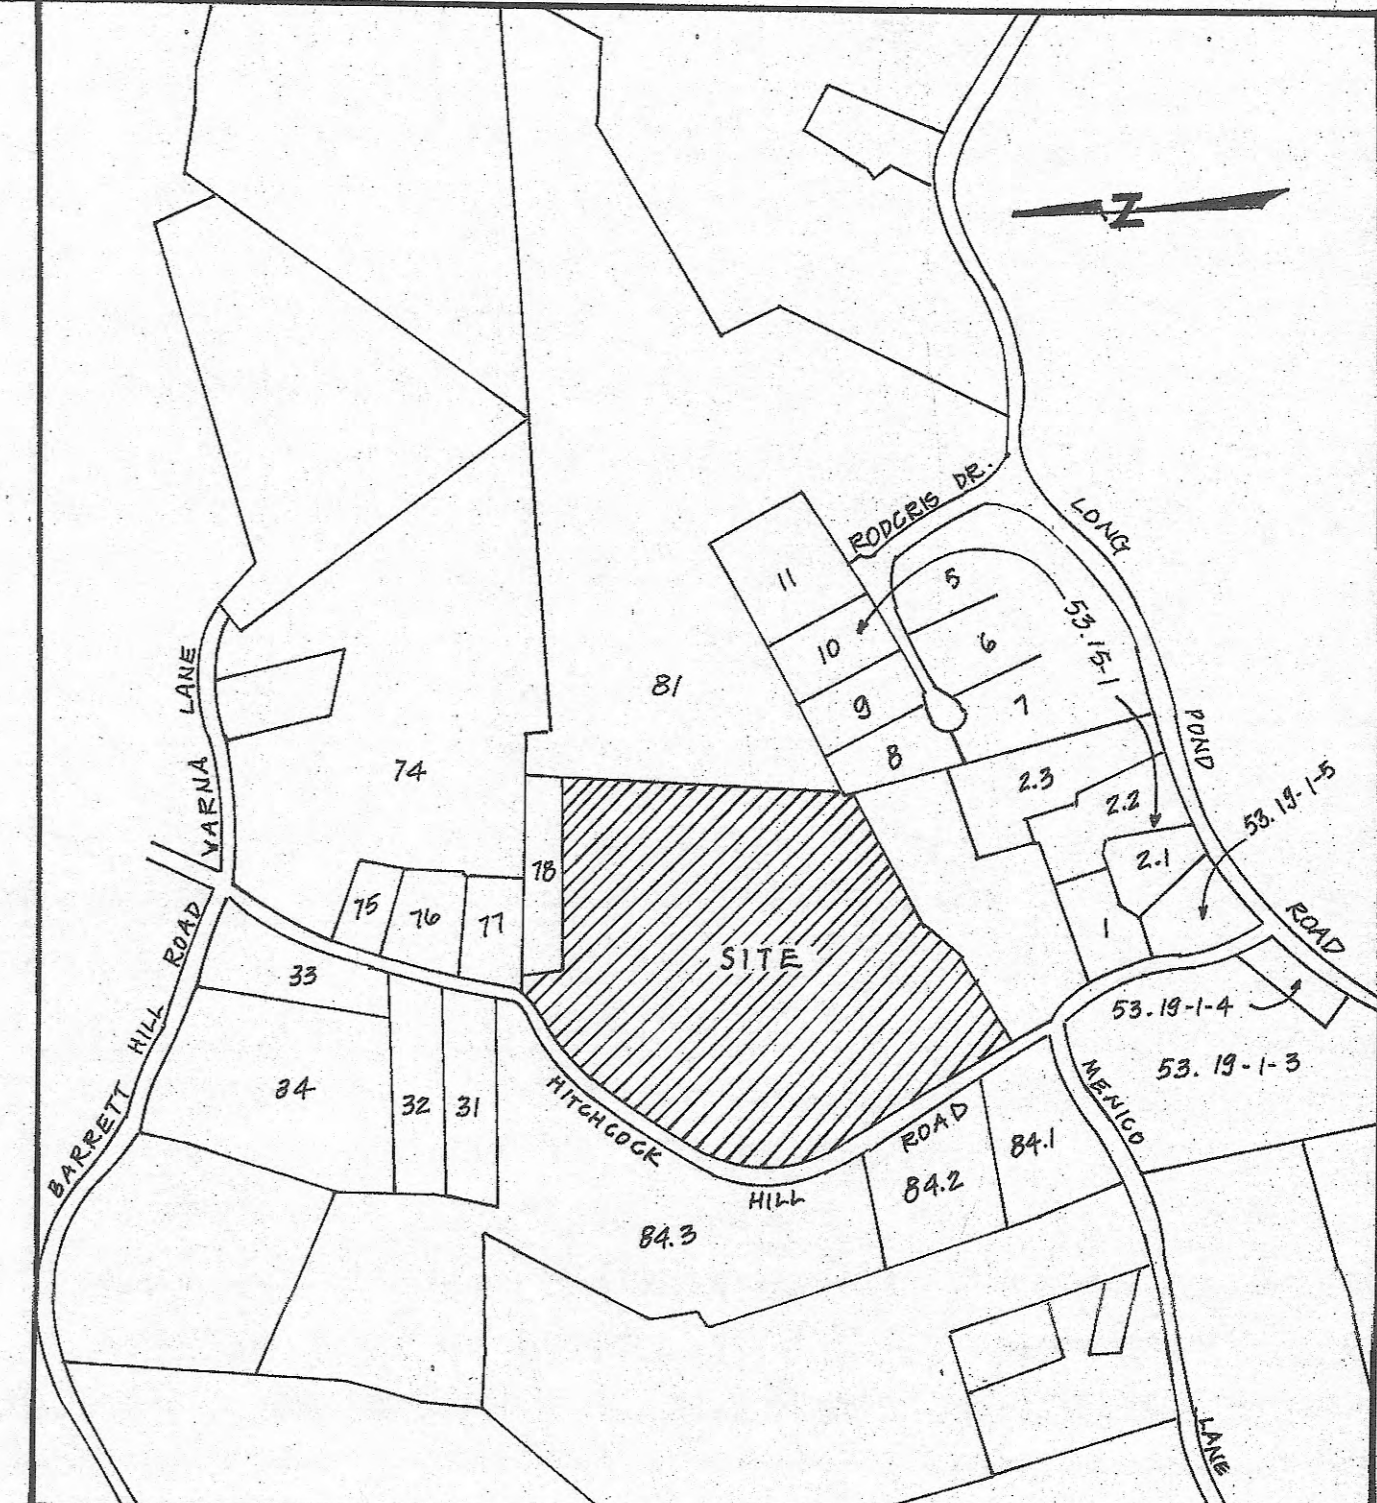 Z
RODGRIS DR.
LONG
POND
ROAD
11
10
9
8
5
6
7
53.15-1
81
2.3
2.2
2.1
1
53.19-1-5
53.19-1-4
53.19-1-3
VARNA LANE
74
78
75
76
77
SITE
BARRETT HILL ROAD
33
34
32
31
HITCHCOCK
HILL
ROAD
84.3
84.2
84.1
MENICO
LANE